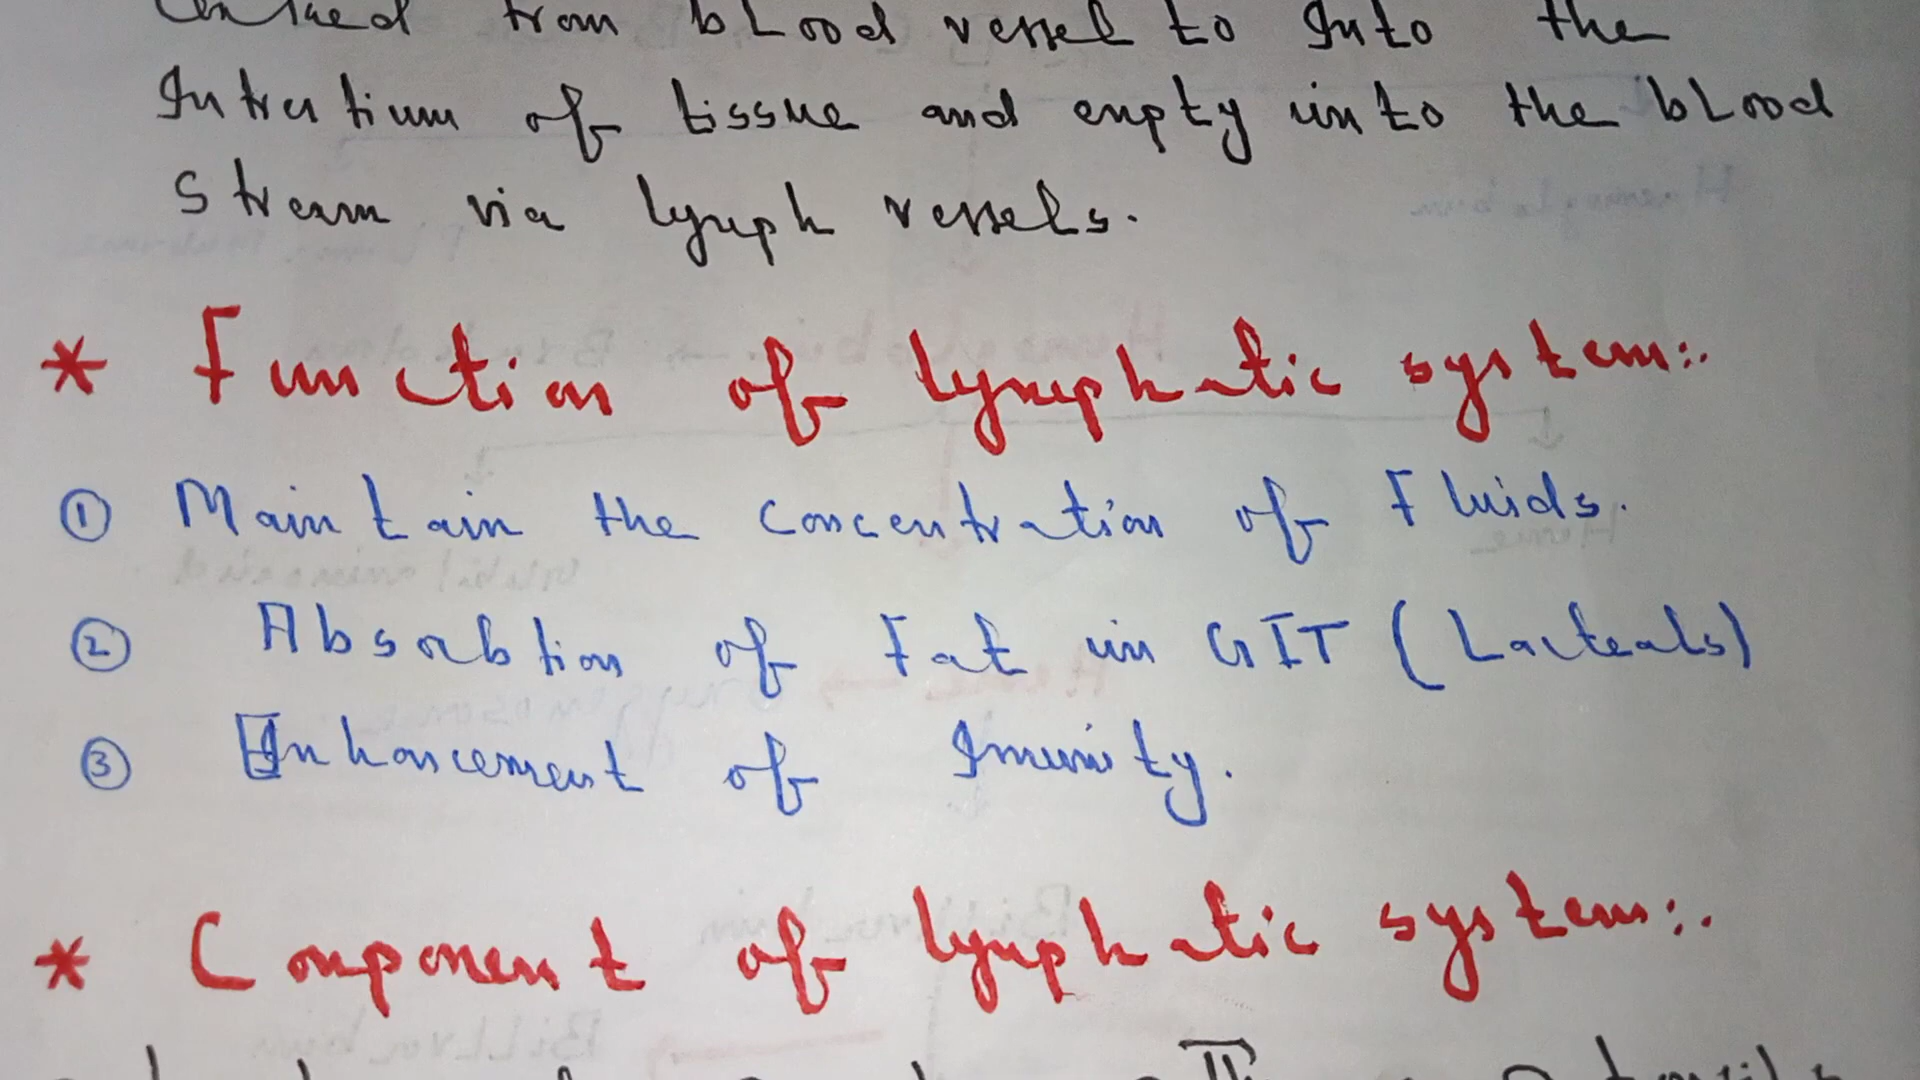 from blood vessel to into the
of tissue and empty into the blood
stream via lymph vessels.
* Function of lymphatic system:.
① Maintain the concentration of Fluids.
② Absorbtion of Fat in GIT (Lacteals)
③ Enhancement of Imunity.
* Component of lymphatic system:.